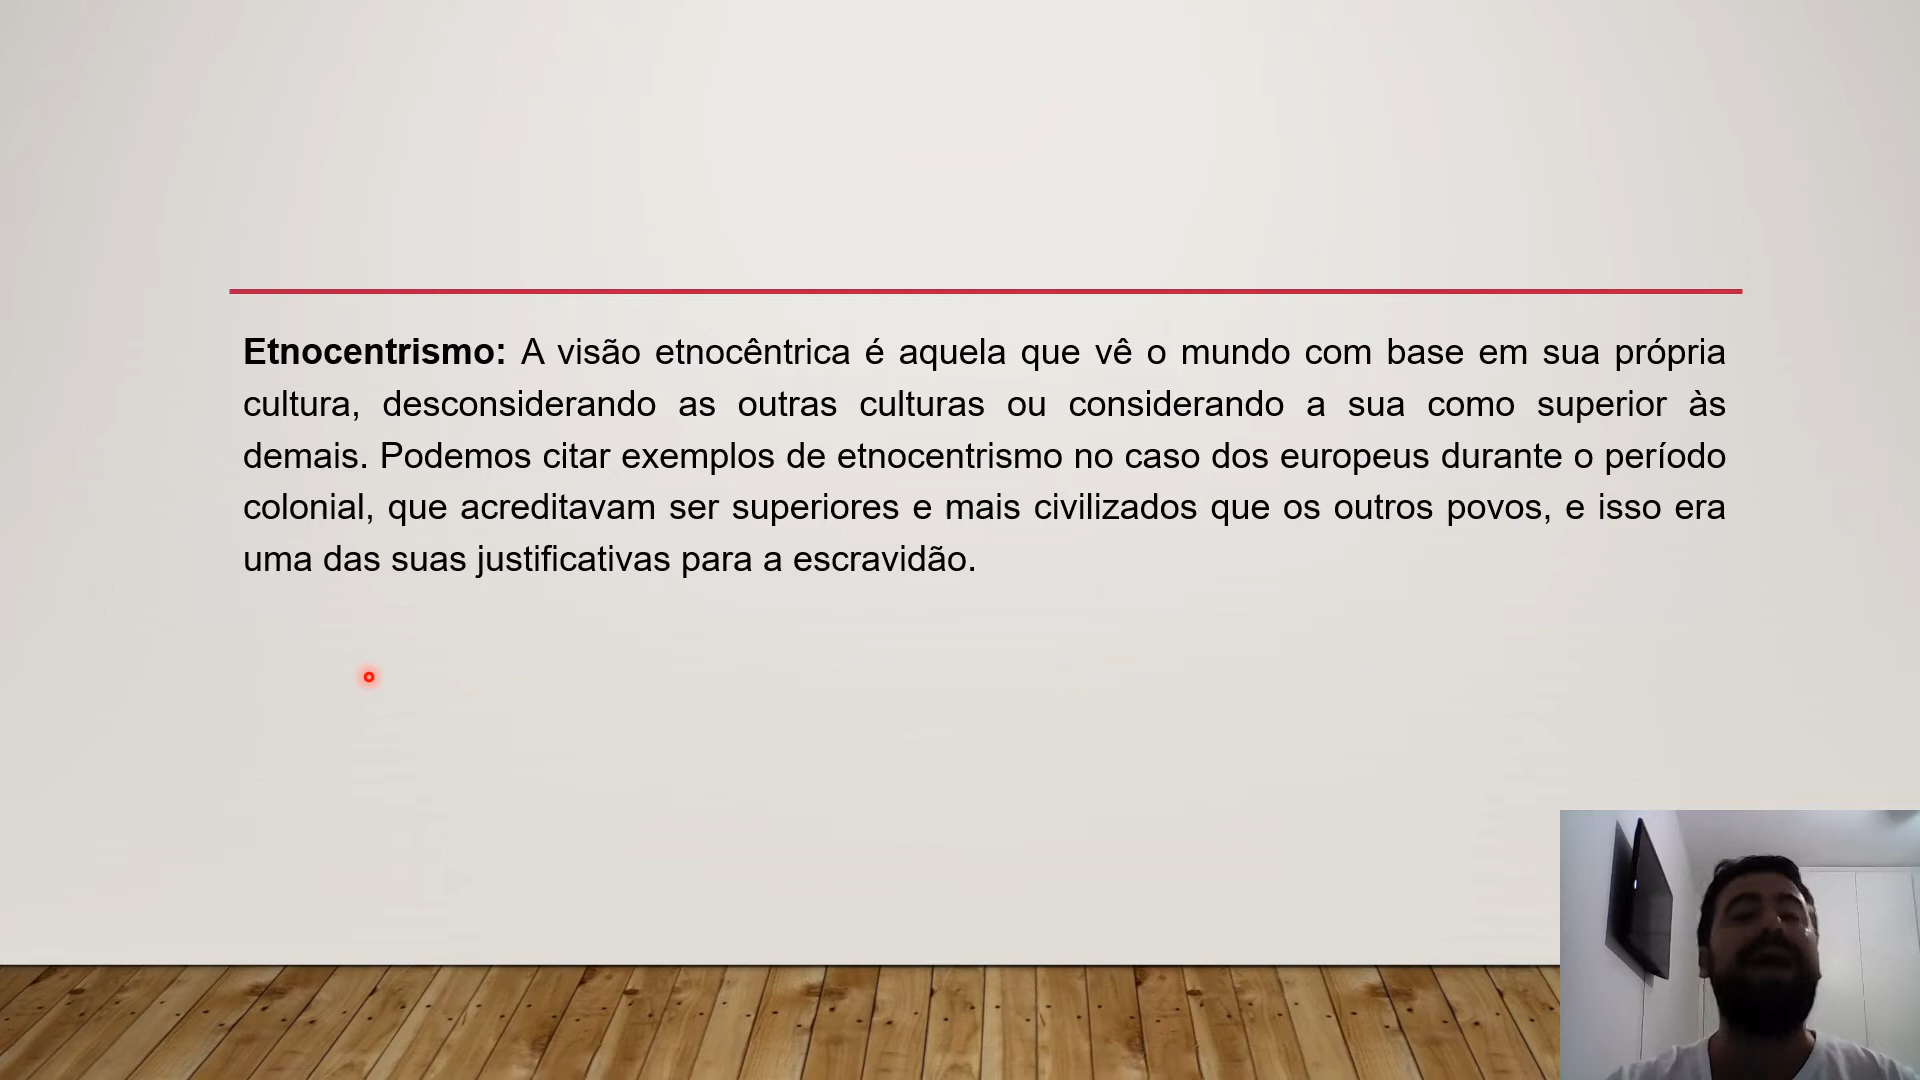 Etnocentrismo: A visão etnocêntrica é aquela que vê o mundo com base em sua própria
cultura, desconsiderando as outras culturas ou considerando a sua como superior às
demais. Podemos citar exemplos de etnocentrismo no caso dos europeus durante o período
colonial, que acreditavam ser superiores e mais civilizados que os outros povos, e isso era
uma das suas justificativas para a escravidão.